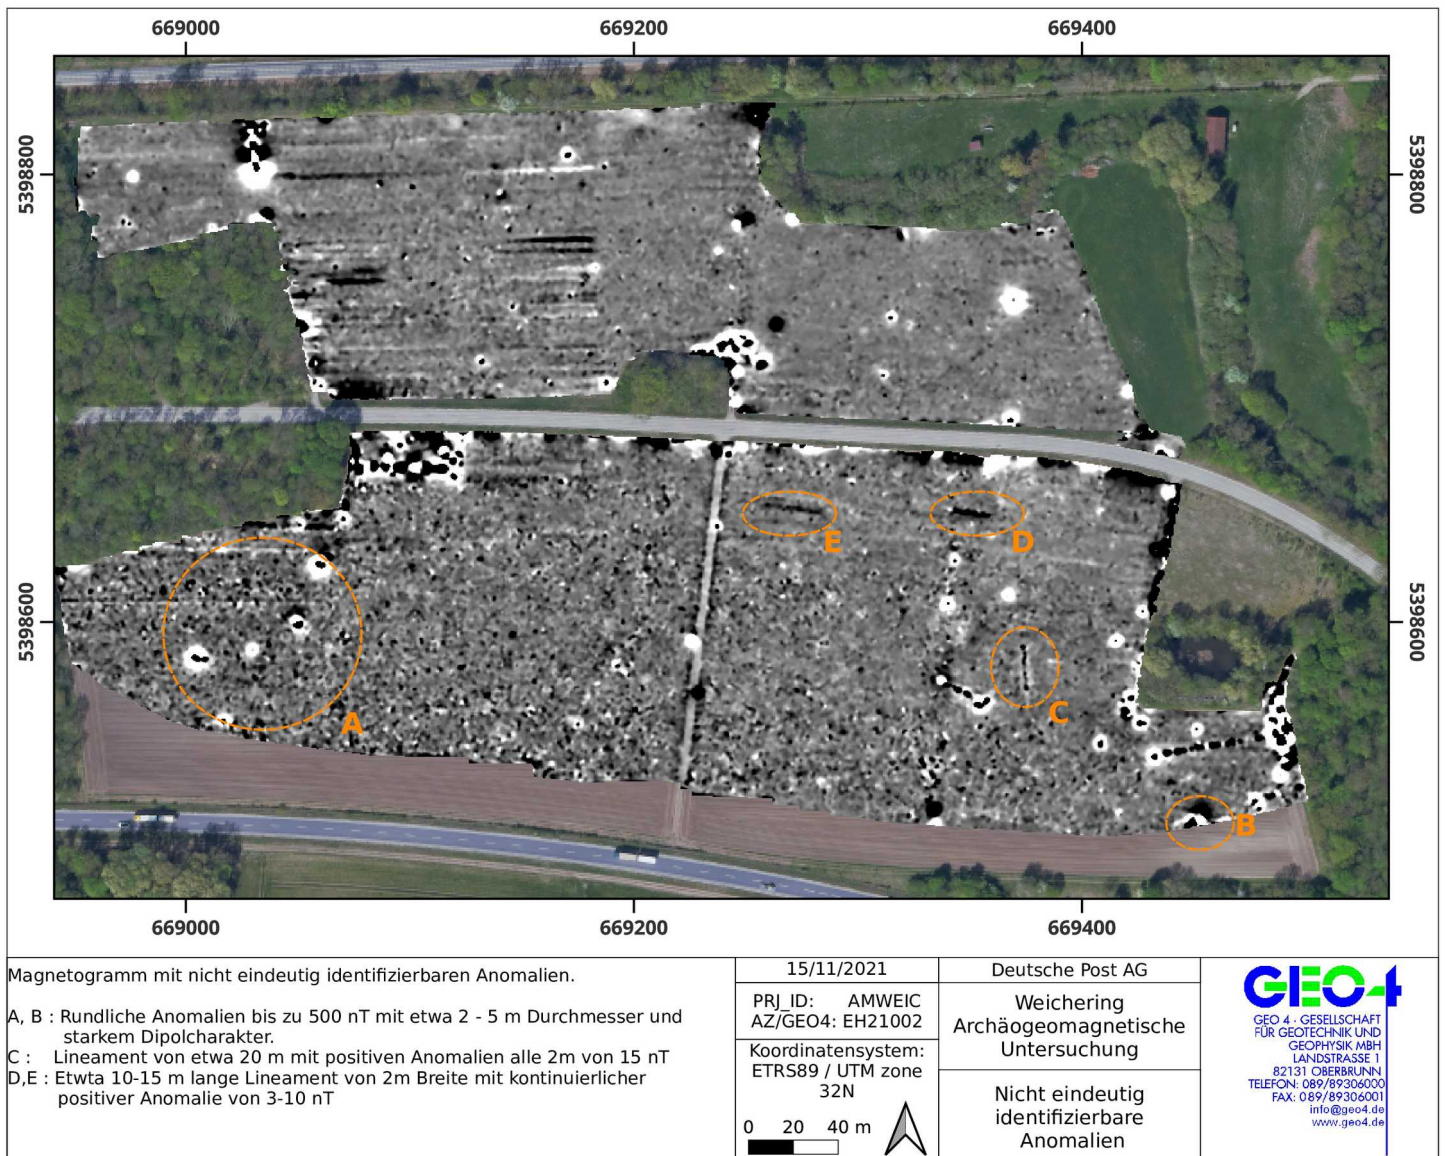 669000
669200
669400
5398800
5398800
5398600
5398600
E
D
C
A
B
669000
669200
669400
Magnetogramm mit nicht eindeutig identifizierbaren Anomalien.
A, B : Rundliche Anomalien bis zu 500 nT mit etwa 2 - 5 m Durchmesser und
starkem Dipolcharakter.
C : Lineament von etwa 20 m mit positiven Anomalien alle 2m von 15 nT
D,E : Etwta 10-15 m lange Lineament von 2m Breite mit kontinuierlicher
positiver Anomalie von 3-10 nT
15/11/2021
PRJ_ID: AMWEIC
AZ/GEO4: EH21002
Koordinatensystem:
ETRS89 / UTM zone
32N
0 20 40 m
Deutsche Post AG
Weichering
Archäogeomagnetische
Untersuchung
Nicht eindeutig
identifizierbare
Anomalien
GEO4
GEO 4 - GESELLSCHAFT
FÜR GEOTECHNIK UND
GEOPHYSIK MBH
LANDSTRASSE 1
82131 OBERBRUNN
TELEFON: 089/89306000
FAX: 089/89306001
info@geo4.de
www.geo4.de